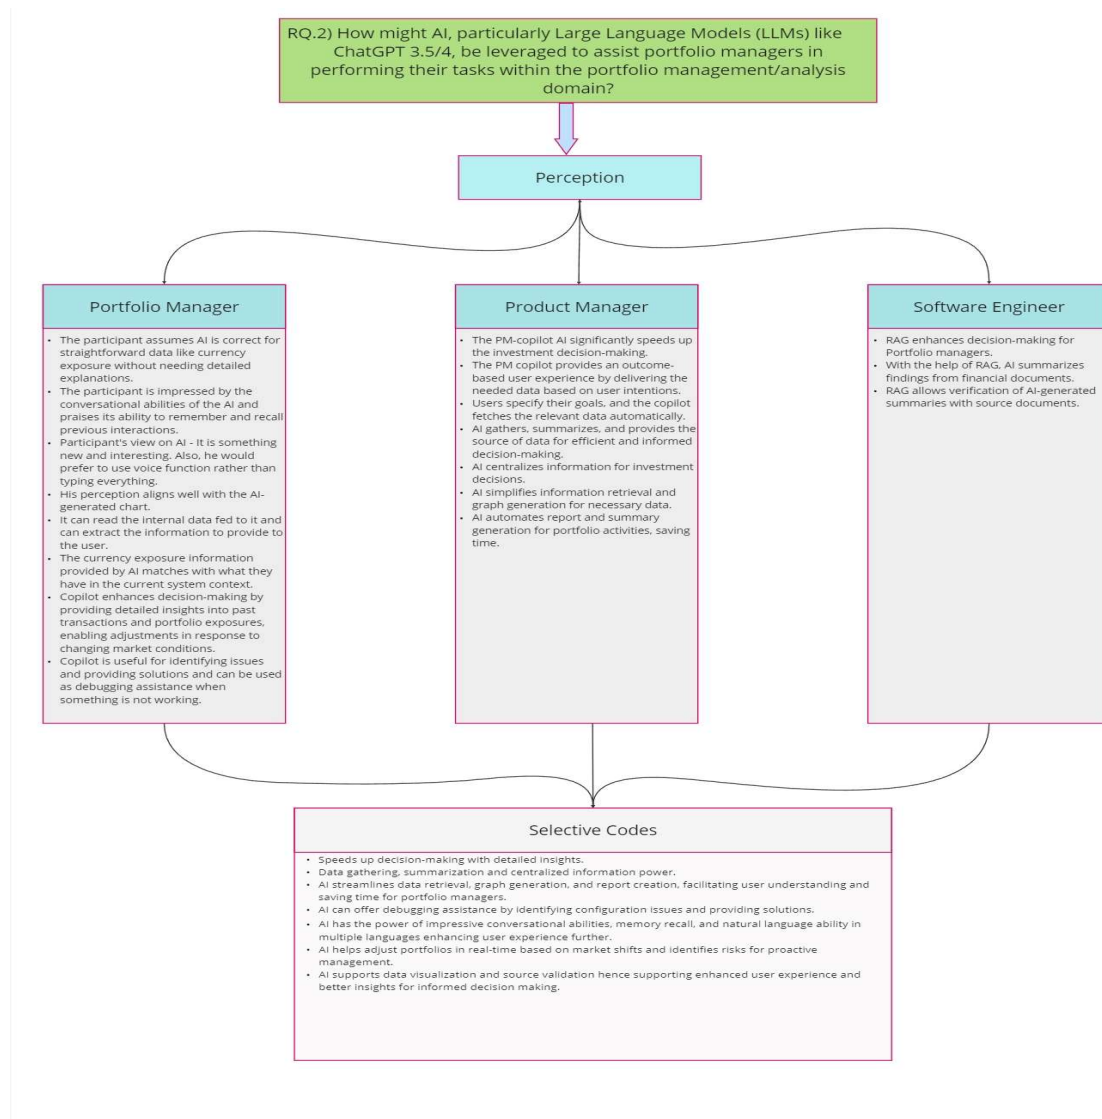 RQ.2) How might AI, particularly Large Language Models (LLMs) like
ChatGPT 3.5/4, be leveraged to assist portfolio managers in
performing their tasks within the portfolio management/analysis
domain?
Perception
Portfolio Manager
• The participant assumes AI is correct for
straightforward data like currency
exposure without needing detailed
explanations.
• The participant is impressed by the
conversational abilities of the AI and
praises its ability to remember and recall
previous interactions.
• Participant's view on AI - It is something
new and interesting. Also, he would
prefer to use voice function rather than
typing everything.
• His perception aligns well with the AI-
generated chart.
• It can read the internal data fed to it and
can extract the information to provide to
the user.
• The currency exposure information
provided by AI matches with what they
have in the current system context.
• Copilot enhances decision-making by
providing detailed insights into past
transactions and portfolio exposures,
enabling adjustments in response to
changing market conditions.
• Copilot is useful for identifying issues
and providing solutions and can be used
as debugging assistance when
something is not working.
Product Manager
• The PM-copilot AI significantly speeds up
the investment decision-making.
• The PM copilot provides an outcome-
based user experience by delivering the
needed data based on user intentions.
• Users specify their goals, and the copilot
fetches the relevant data automatically.
• AI gathers, summarizes, and provides the
source of data for efficient and informed
decision-making.
• AI centralizes information for investment
decisions.
• AI simplifies information retrieval and
graph generation for necessary data.
• AI automates report and summary
generation for portfolio activities, saving
time.
Software Engineer
• RAG enhances decision-making for
Portfolio managers.
• With the help of RAG, AI summarizes
findings from financial documents.
• RAG allows verification of AI-generated
summaries with source documents.
Selective Codes
• Speeds up decision-making with detailed insights.
• Data gathering, summarization and centralized information power.
• AI streamlines data retrieval, graph generation, and report creation, facilitating user understanding and
saving time for portfolio managers.
• AI can offer debugging assistance by identifying configuration issues and providing solutions.
• AI has the power of impressive conversational abilities, memory recall, and natural language ability in
multiple languages enhancing user experience further.
• AI helps adjust portfolios in real-time based on market shifts and identifies risks for proactive
management.
• AI supports data visualization and source validation hence supporting enhanced user experience and
better insights for informed decision making.